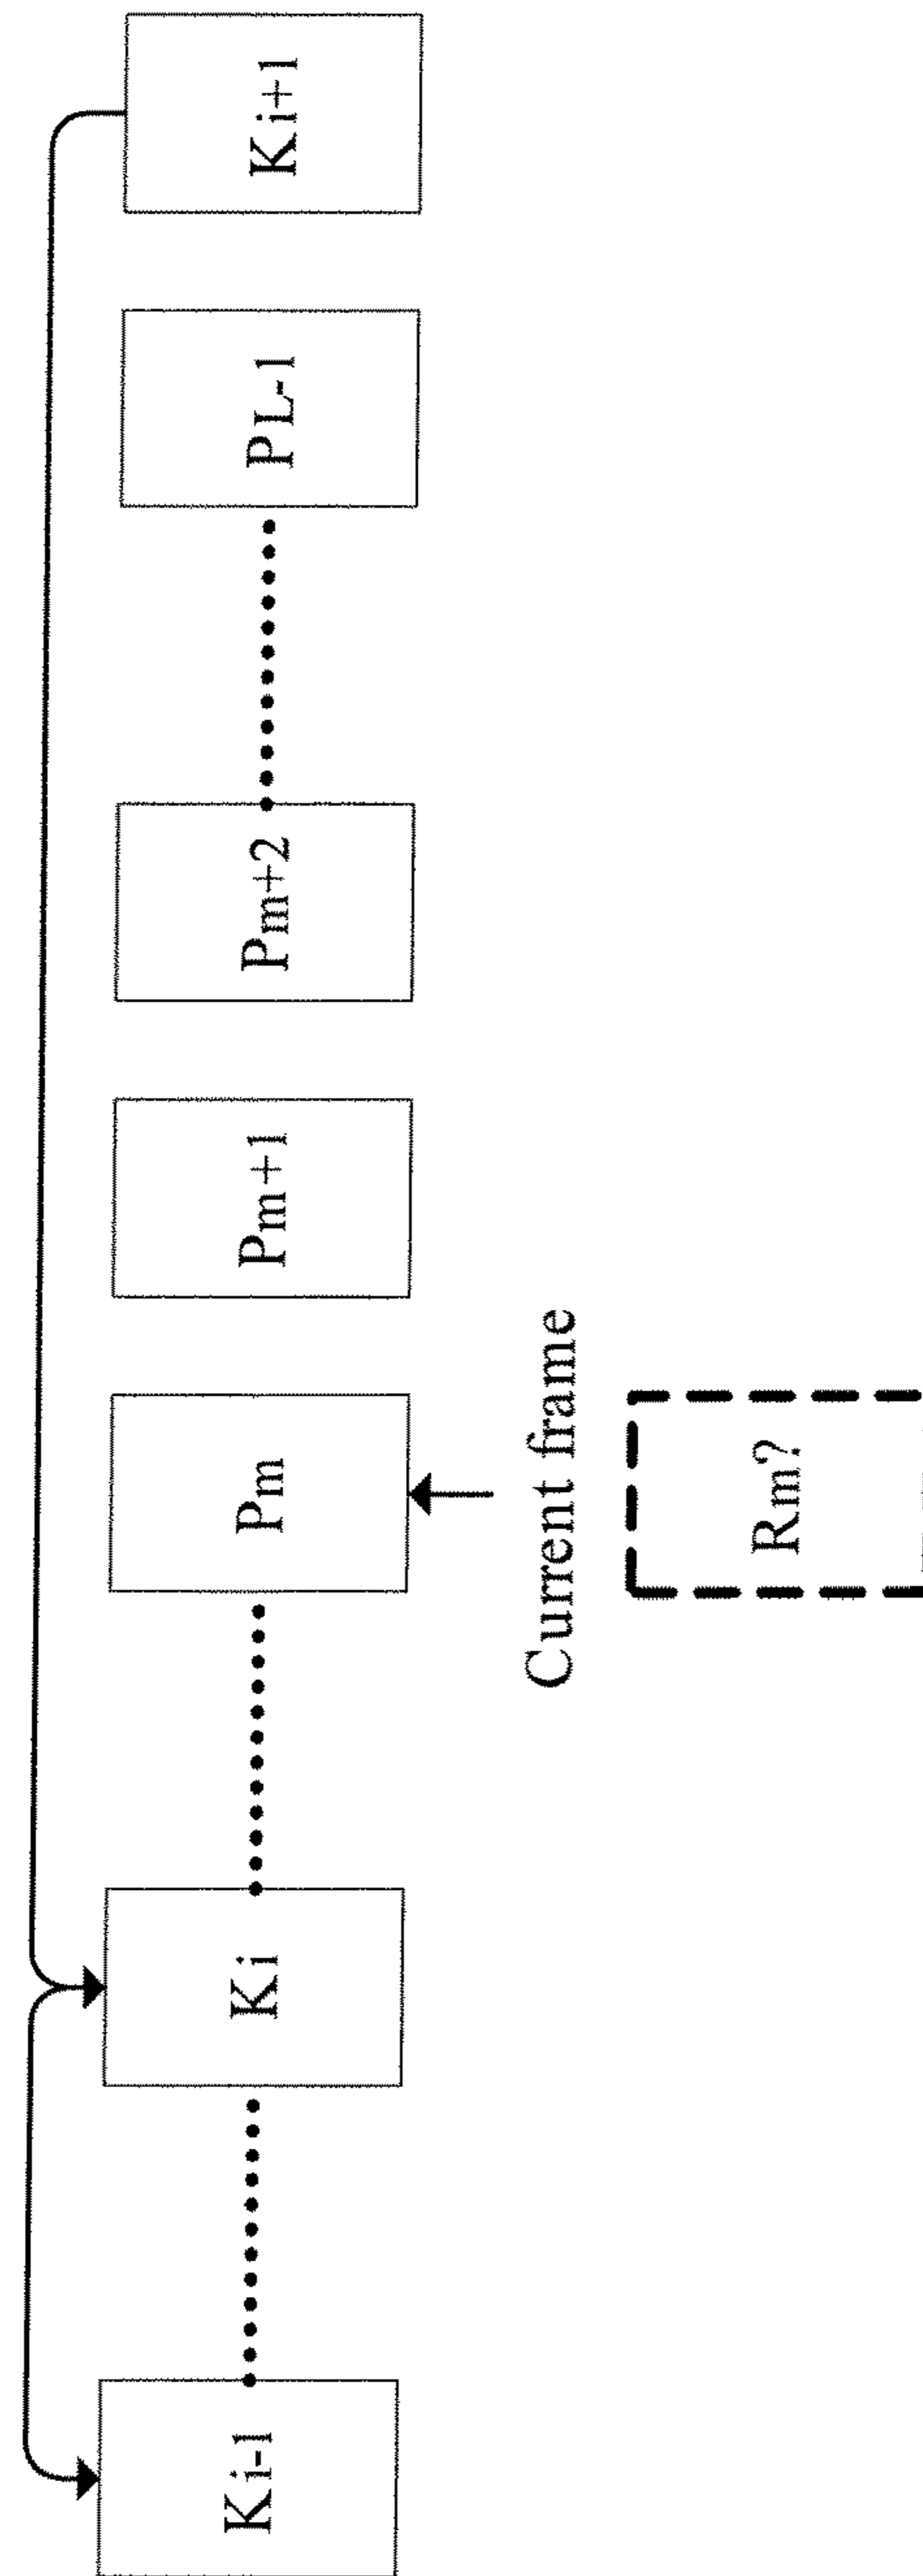 Ki-1
Ki
Pm
Pm+1
Pm+2
PL-1
Ki+1
Current frame
Rm?